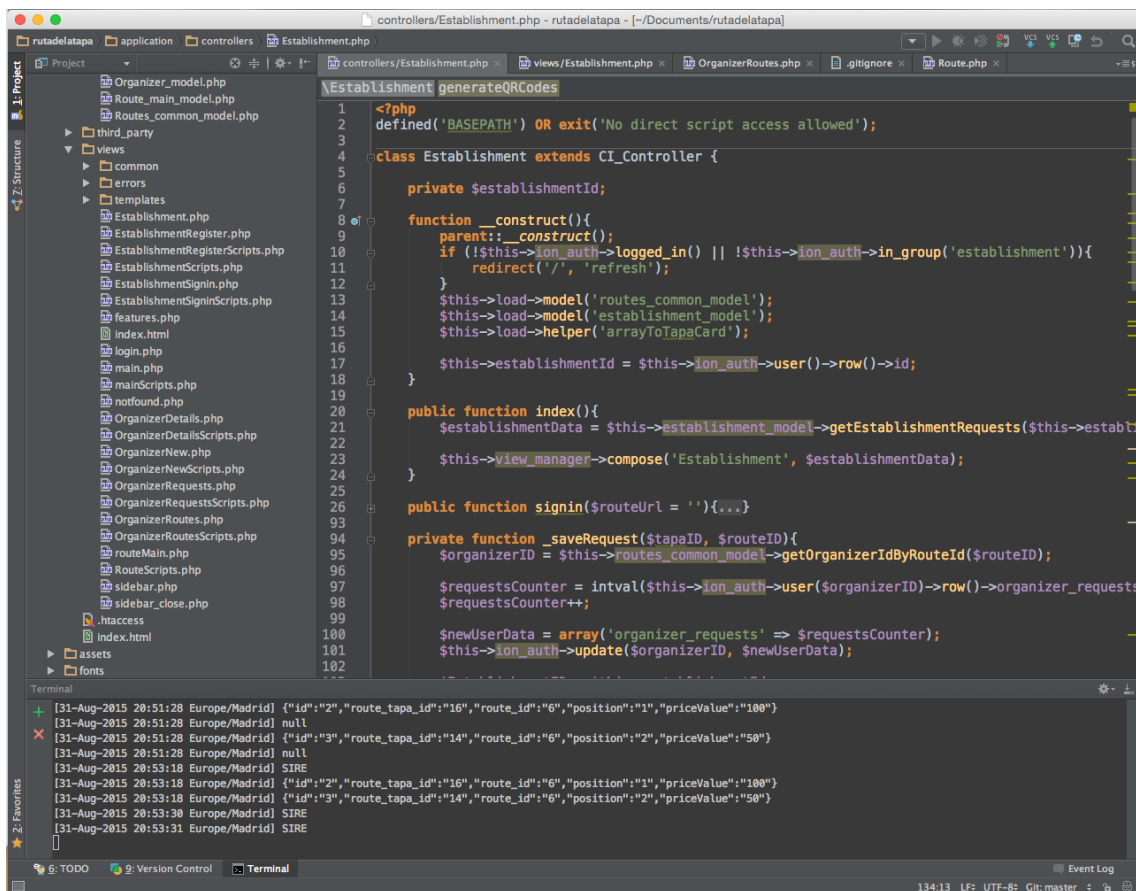 controllers/Establishment.php - rutadelatapa - [~/Documents/rutadelatapa]
rutadelatapa application controllers Establishment.php
VCS VCS
1: Project
7: Structure
2: Favorites
Project
controllers/Establishment.php × views/Establishment.php × OrganizerRoutes.php × .gitignore × Route.php ×
Organizer_model.php
Route_main_model.php
Routes_common_model.php
third_party
views
common
errors
templates
Establishment.php
EstablishmentRegister.php
EstablishmentRegisterScripts.php
EstablishmentScripts.php
EstablishmentSignin.php
EstablishmentSigninScripts.php
features.php
index.html
login.php
main.php
mainScripts.php
notfound.php
OrganizerDetails.php
OrganizerDetailsScripts.php
OrganizerNew.php
OrganizerNewScripts.php
OrganizerRequests.php
OrganizerRequestsScripts.php
OrganizerRoutes.php
OrganizerRoutesScripts.php
routeMain.php
RouteScripts.php
sidebar.php
sidebar_close.php
.htaccess
index.html
assets
fonts
\Establishment generateQRCodes
1 <?php
2 defined('BASEPATH') OR exit('No direct script access allowed');
3
4 class Establishment extends CI_Controller {
5
6 private $establishmentId;
7
8 function __construct(){
9 parent::__construct();
10 if (!$this->ion_auth->logged_in() || !$this->ion_auth->in_group('establishment')){
11 redirect('/', 'refresh');
12 }
13 $this->load->model('routes_common_model');
14 $this->load->model('establishment_model');
15 $this->load->helper('arrayToTapaCard');
16
17 $this->establishmentId = $this->ion_auth->user()->row()->id;
18 }
19
20 public function index(){
21 $establishmentData = $this->establishment_model->getEstablishmentRequests($this->establi
22
23 $this->view_manager->compose('Establishment', $establishmentData);
24 }
25
26 public function signin($routeUrl = ''){...}
93
94 private function _saveRequest($tapaID, $routeID){
95 $organizerID = $this->routes_common_model->getOrganizerIdByRouteId($routeID);
96
97 $requestsCounter = intval($this->ion_auth->user($organizerID)->row()->organizer_requests
98 $requestsCounter++;
99
100 $newUserData = array('organizer_requests' => $requestsCounter);
101 $this->ion_auth->update($organizerID, $newUserData);
102
Terminal
[31-Aug-2015 20:51:28 Europe/Madrid] {"id":"2","route_tapa_id":"16","route_id":"6","position":"1","priceValue":"100"}
[31-Aug-2015 20:51:28 Europe/Madrid] null
[31-Aug-2015 20:51:28 Europe/Madrid] {"id":"3","route_tapa_id":"14","route_id":"6","position":"2","priceValue":"50"}
[31-Aug-2015 20:51:28 Europe/Madrid] null
[31-Aug-2015 20:53:18 Europe/Madrid] SIRE
[31-Aug-2015 20:53:18 Europe/Madrid] {"id":"2","route_tapa_id":"16","route_id":"6","position":"1","priceValue":"100"}
[31-Aug-2015 20:53:18 Europe/Madrid] {"id":"3","route_tapa_id":"14","route_id":"6","position":"2","priceValue":"50"}
[31-Aug-2015 20:53:30 Europe/Madrid] SIRE
[31-Aug-2015 20:53:31 Europe/Madrid] SIRE
6: TODO 9: Version Control Terminal Event Log
134:13 LF÷ UTF-8÷ Git: master ÷